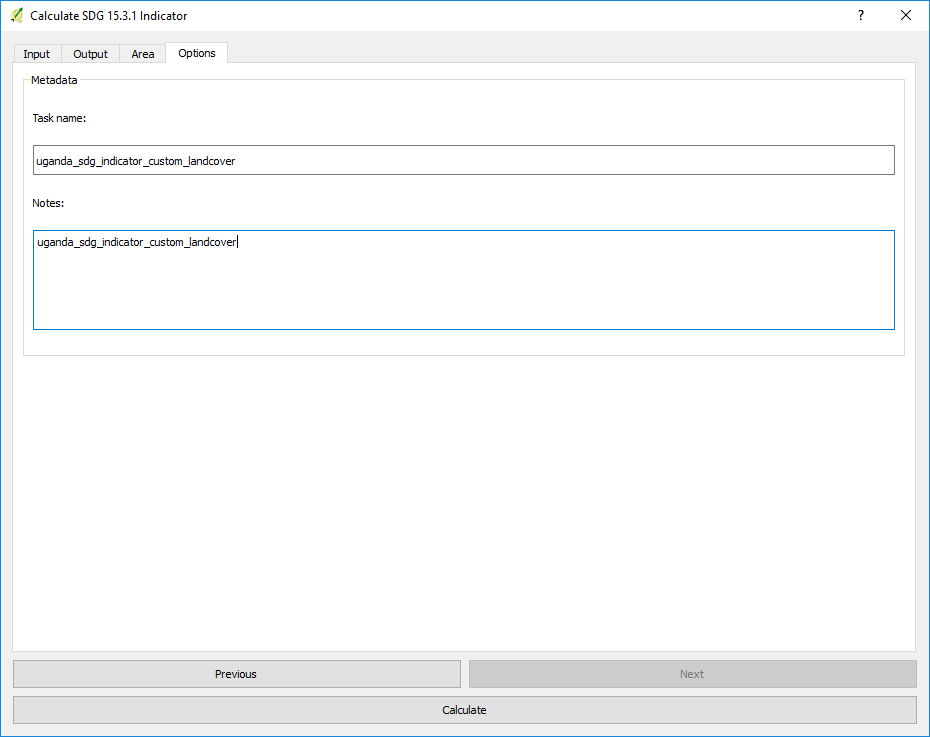 Calculate SDG 15.3.1 Indicator
?
Input Output Area Options
Metadata
Task name:
uganda_sdg_indicator_custom_landcover
Notes:
uganda_sdg_indicator_custom_landcover
Previous Next
Calculate